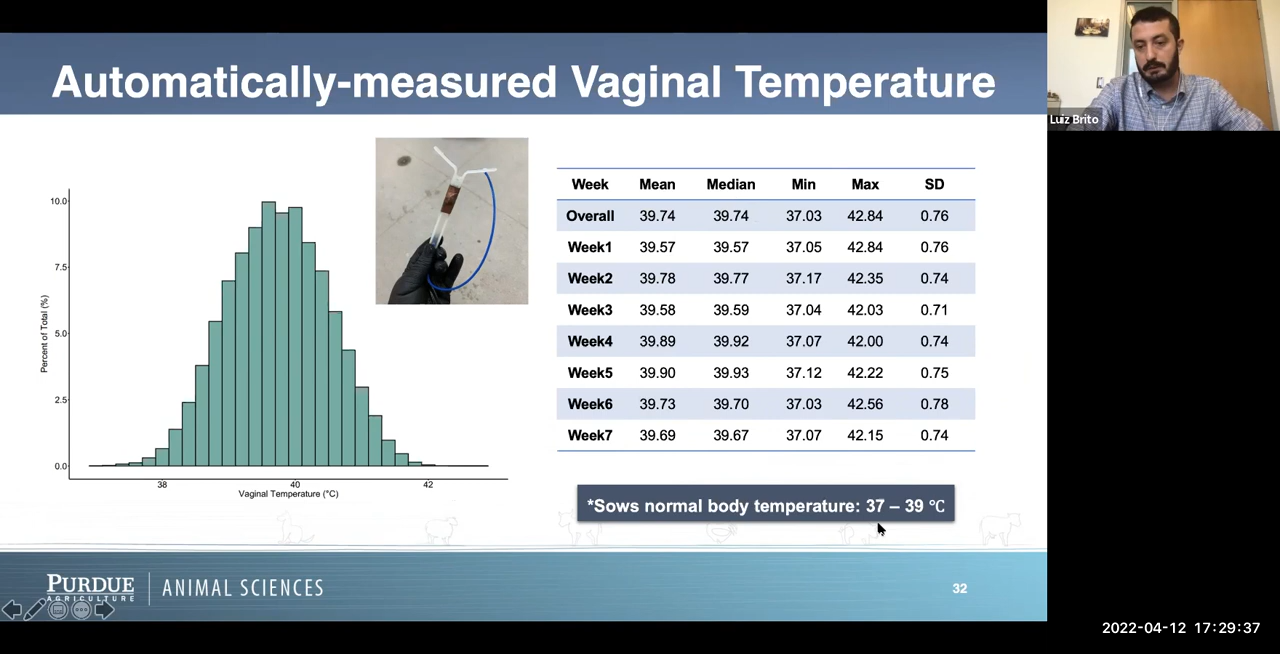 Automatically-measured Vaginal Temperature
Luiz Brito
10.0
7.5
5.0
2.5
0.0
Percent of Total (%)
38 40 42
Vaginal Temperature (°C)
Week Mean Median Min Max SD
Overall 39.74 39.74 37.03 42.84 0.76
Week1 39.57 39.57 37.05 42.84 0.76
Week2 39.78 39.77 37.17 42.35 0.74
Week3 39.58 39.59 37.04 42.03 0.71
Week4 39.89 39.92 37.07 42.00 0.74
Week5 39.90 39.93 37.12 42.22 0.75
Week6 39.73 39.70 37.03 42.56 0.78
Week7 39.69 39.67 37.07 42.15 0.74
*Sows normal body temperature: 37 – 39 °C
PURDUE
AGRICULTURE
ANIMAL SCIENCES
32
2022-04-12 17:29:37